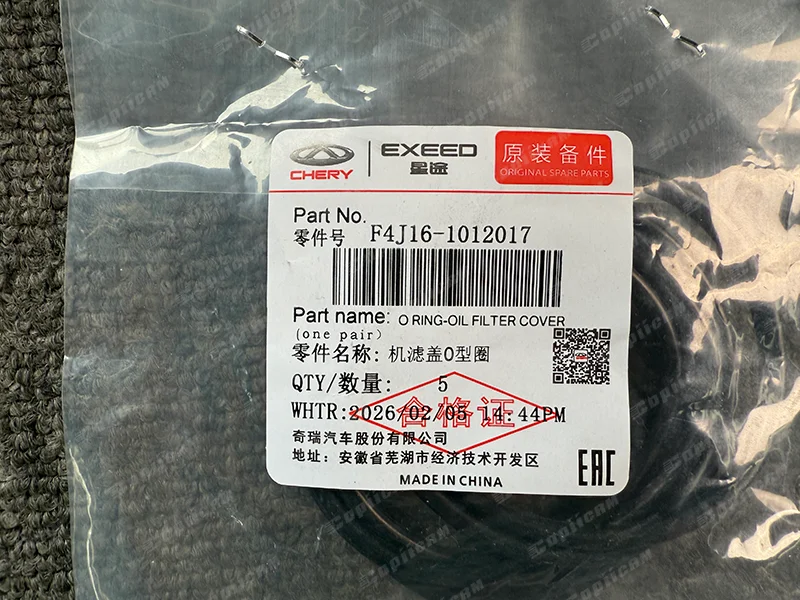 CHERY
EXEED
星途
原装备件
ORIGINAL SPARE PARTS
Part No.
零件号 F4J16-1012017
Part name: O RING-OIL FILTER COVER
(one pair)
零件名称: 机滤盖O型圈
QTY/数量: 5
合格证
WHTR:2026/02/05 14:44PM
奇瑞汽车股份有限公司
地址: 安徽省芜湖市经济技术开发区
MADE IN CHINA
EAC